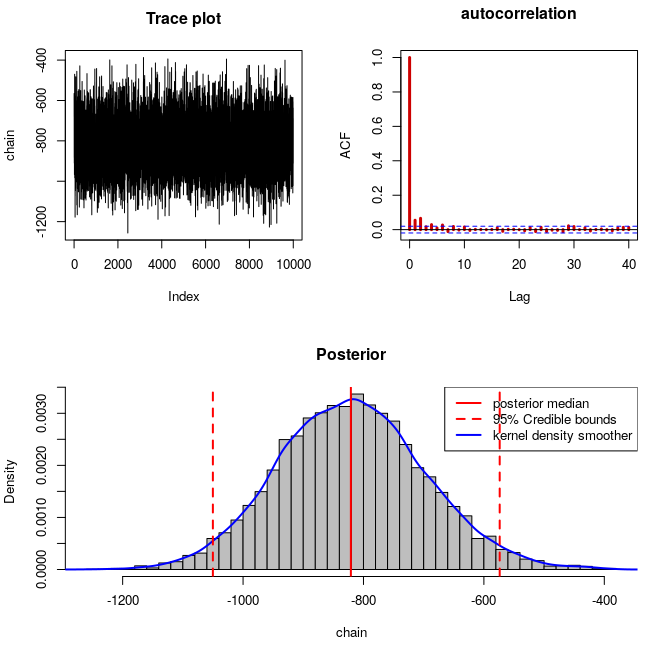 Trace plot
chain
-400
-600
-800
-1200
0 2000 4000 6000 8000 10000
Index
autocorrelation
ACF
1.0
0.8
0.6
0.4
0.2
0.0
0 10 20 30 40
Lag
Posterior
Density
0.0030
0.0020
0.0010
0.0000
posterior median
95% Credible bounds
kernel density smoother
-1200 -1000 -800 -600 -400
chain